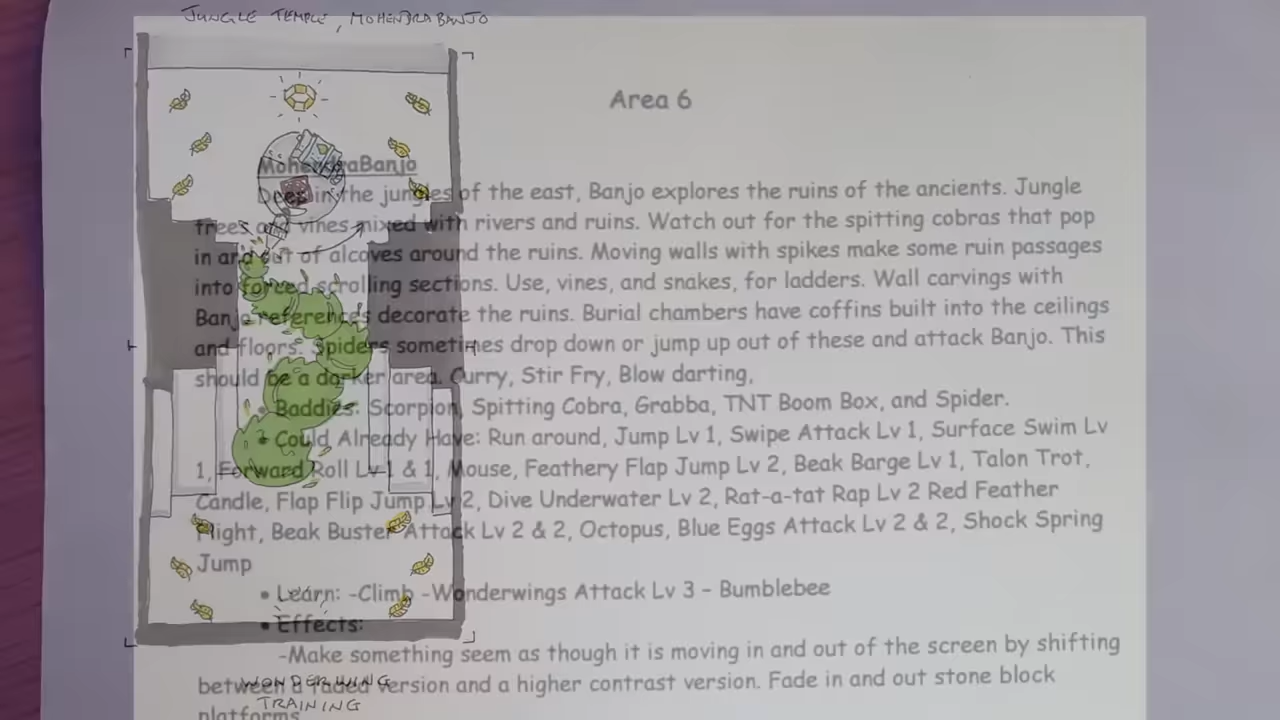 JUNGLE TEMPLE, MOHENDRABANJO
Area 6
MohendraBanjo
Deep in the jungles of the east, Banjo explores the ruins of the ancients. Jungle
trees and vines mixed with rivers and ruins. Watch out for the spitting cobras that pop
in and out of alcoves around the ruins. Moving walls with spikes make some ruin passages
into forced scrolling sections. Use, vines, and snakes, for ladders. Wall carvings with
Banjo references decorate the ruins. Burial chambers have coffins built into the ceilings
and floors. Spiders sometimes drop down or jump up out of these and attack Banjo. This
should be a darker area. Curry, Stir Fry, Blow darting,
• Baddies: Scorpion, Spitting Cobra, Grabba, TNT Boom Box, and Spider.
• Could Already Have: Run around, Jump Lv 1, Swipe Attack Lv 1, Surface Swim Lv
1, Forward Roll Lv 1 & 1, Mouse, Feathery Flap Jump Lv 2, Beak Barge Lv 1, Talon Trot,
Candle, Flap Flip Jump Lv 2, Dive Underwater Lv 2, Rat-a-tat Rap Lv 2 Red Feather
Flight, Beak Buster Attack Lv 2 & 2, Octopus, Blue Eggs Attack Lv 2 & 2, Shock Spring
Jump
• Learn: -Climb -Wonderwings Attack Lv 3 - Bumblebee
• Effects:
-Make something seem as though it is moving in and out of the screen by shifting
between a faded version and a higher contrast version. Fade in and out stone block
platforms
WONDERWING
TRAINING